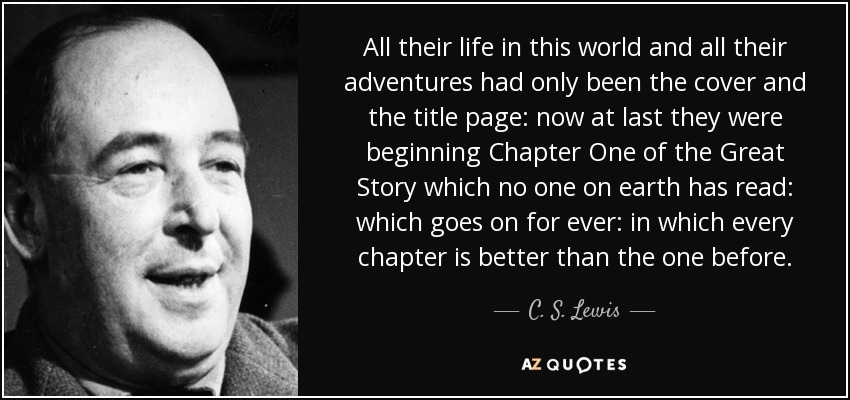 All their life in this world and all their
adventures had only been the cover and
the title page: now at last they were
beginning Chapter One of the Great
Story which no one on earth has read:
which goes on for ever: in which every
chapter is better than the one before.
C. S. Lewis
AZ QUOTES